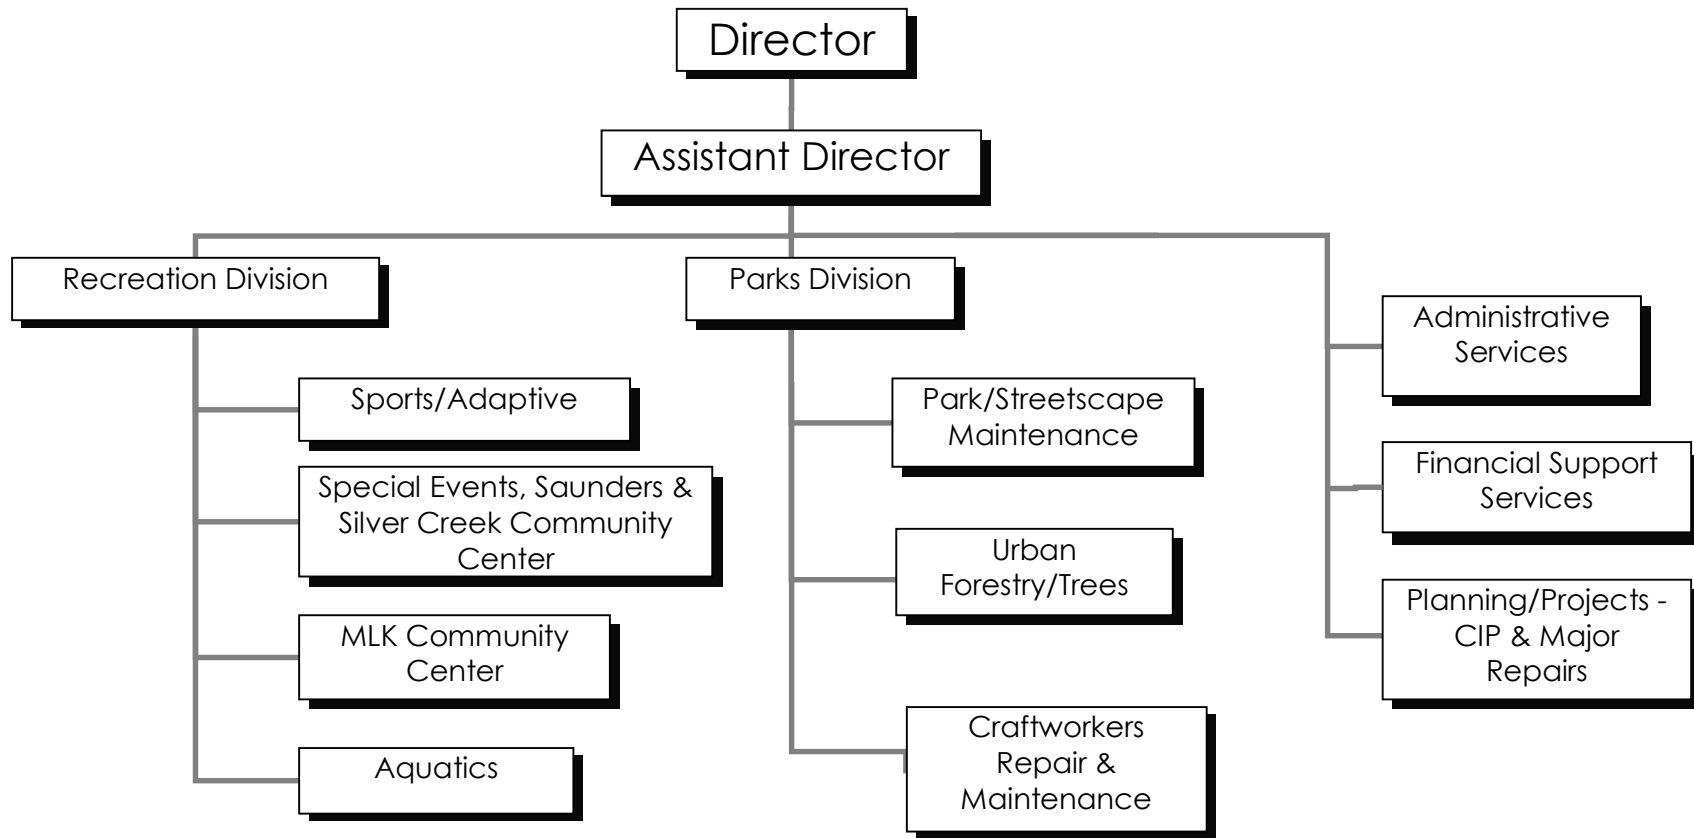 Director
Assistant Director
Recreation Division
Sports/Adaptive
Special Events, Saunders &
Silver Creek Community
Center
MLK Community
Center
Aquatics
Parks Division
Park/Streetscape
Maintenance
Urban
Forestry/Trees
Craftworkers
Repair &
Maintenance
Administrative
Services
Financial Support
Services
Planning/Projects -
CIP & Major
Repairs